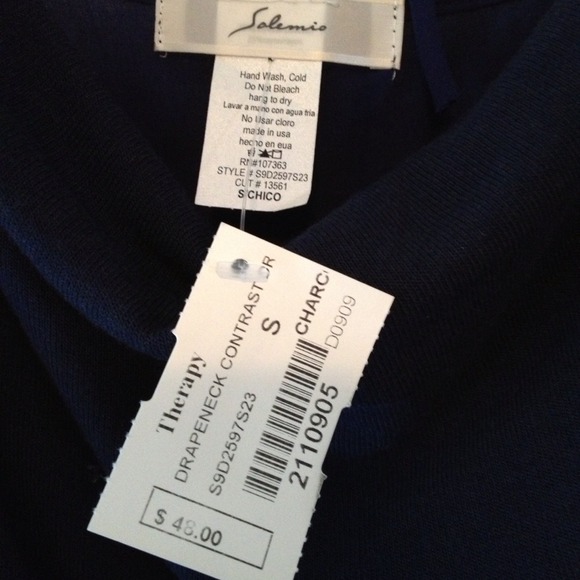 Solemio
Hand Wash, Cold
Do Not Bleach
hang to dry
Lavar a mano con agua fria
No Usar cloro
made in usa
hecho en eua
RN#107363
STYLE # S9D2597S23
CUT # 13561
S\CHICO
Therapy
DRAPENECK CONTRAST DR
S9D2597S23
S
CHARC
D0909
2110905
$ 48.00